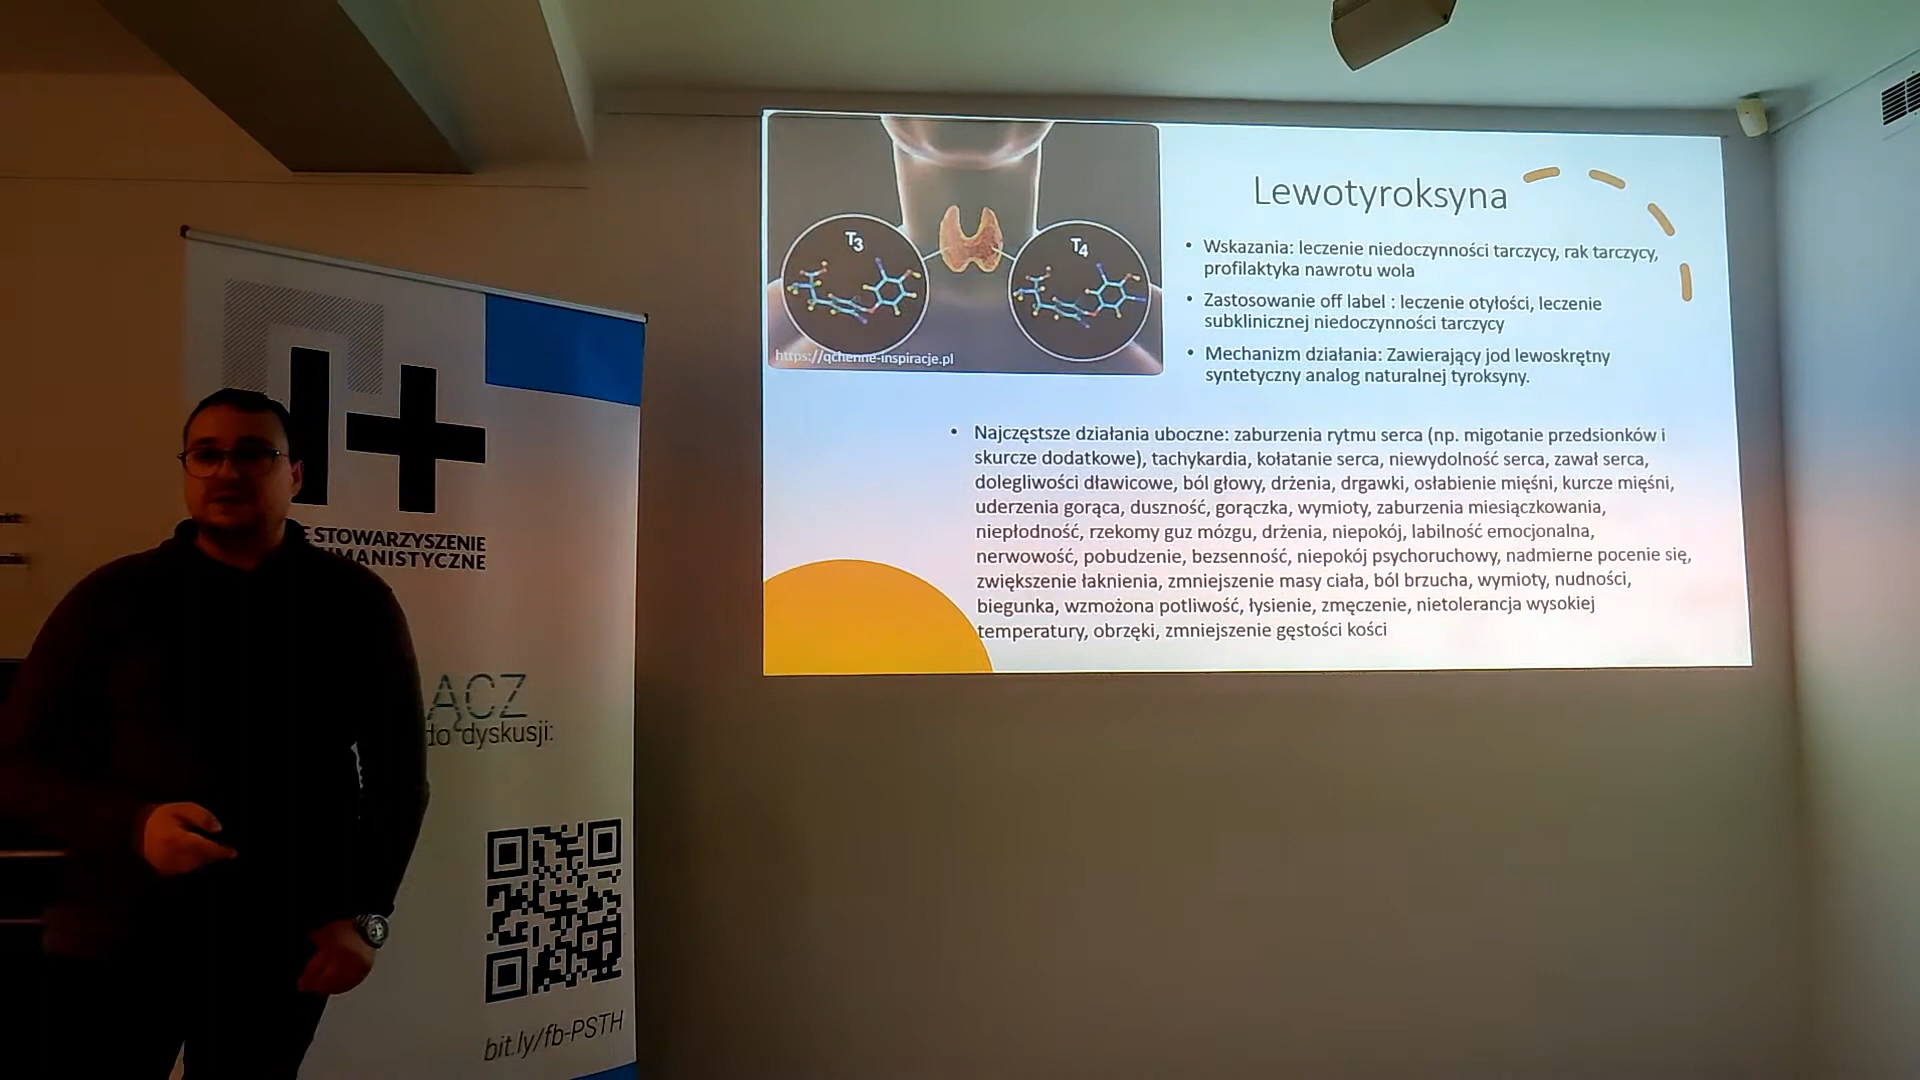 T3
T4
https://qchenne-inspiracje.pl
Lewotyroksyna
• Wskazania: leczenie niedoczynności tarczycy, rak tarczycy,
profilaktyka nawrotu wola
• Zastosowanie off label : leczenie otyłości, leczenie
subklinicznej niedoczynności tarczycy
• Mechanizm działania: Zawierający jod lewoskrętny
syntetyczny analog naturalnej tyroksyny.
• Najczęstsze działania uboczne: zaburzenia rytmu serca (np. migotanie przedsionków i
skurcze dodatkowe), tachykardia, kołatanie serca, niewydolność serca, zawał serca,
dolegliwości dławicowe, ból głowy, drżenia, drgawki, osłabienie mięśni, kurcze mięśni,
uderzenia gorąca, duszność, gorączka, wymioty, zaburzenia miesiączkowania,
niepłodność, rzekomy guz mózgu, drżenia, niepokój, labilność emocjonalna,
nerwowość, pobudzenie, bezsenność, niepokój psychoruchowy, nadmierne pocenie się,
zwiększenie łaknienia, zmniejszenie masy ciała, ból brzucha, wymioty, nudności,
biegunka, wzmożona potliwość, łysienie, zmęczenie, nietolerancja wysokiej
temperatury, obrzęki, zmniejszenie gęstości kości
H+
STOWARZYSZENIE
MANISTYCZNE
ĄCZ
do dyskusji:
bit.ly/fb-PSTH